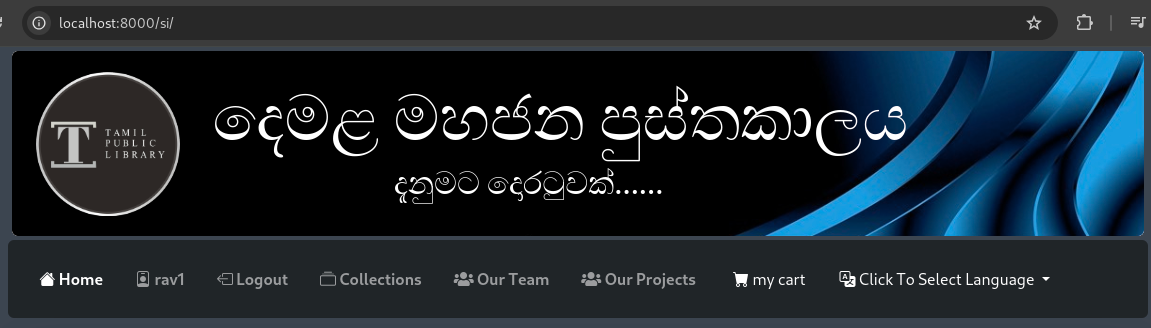 localhost:8000/si/
දෙමළ මහජන පුස්තකාලය
දැනුමට දොරටුවක්......
T TAMIL
PUBLIC
LIBRARY
Home rav1 Logout Collections Our Team Our Projects my cart Click To Select Language